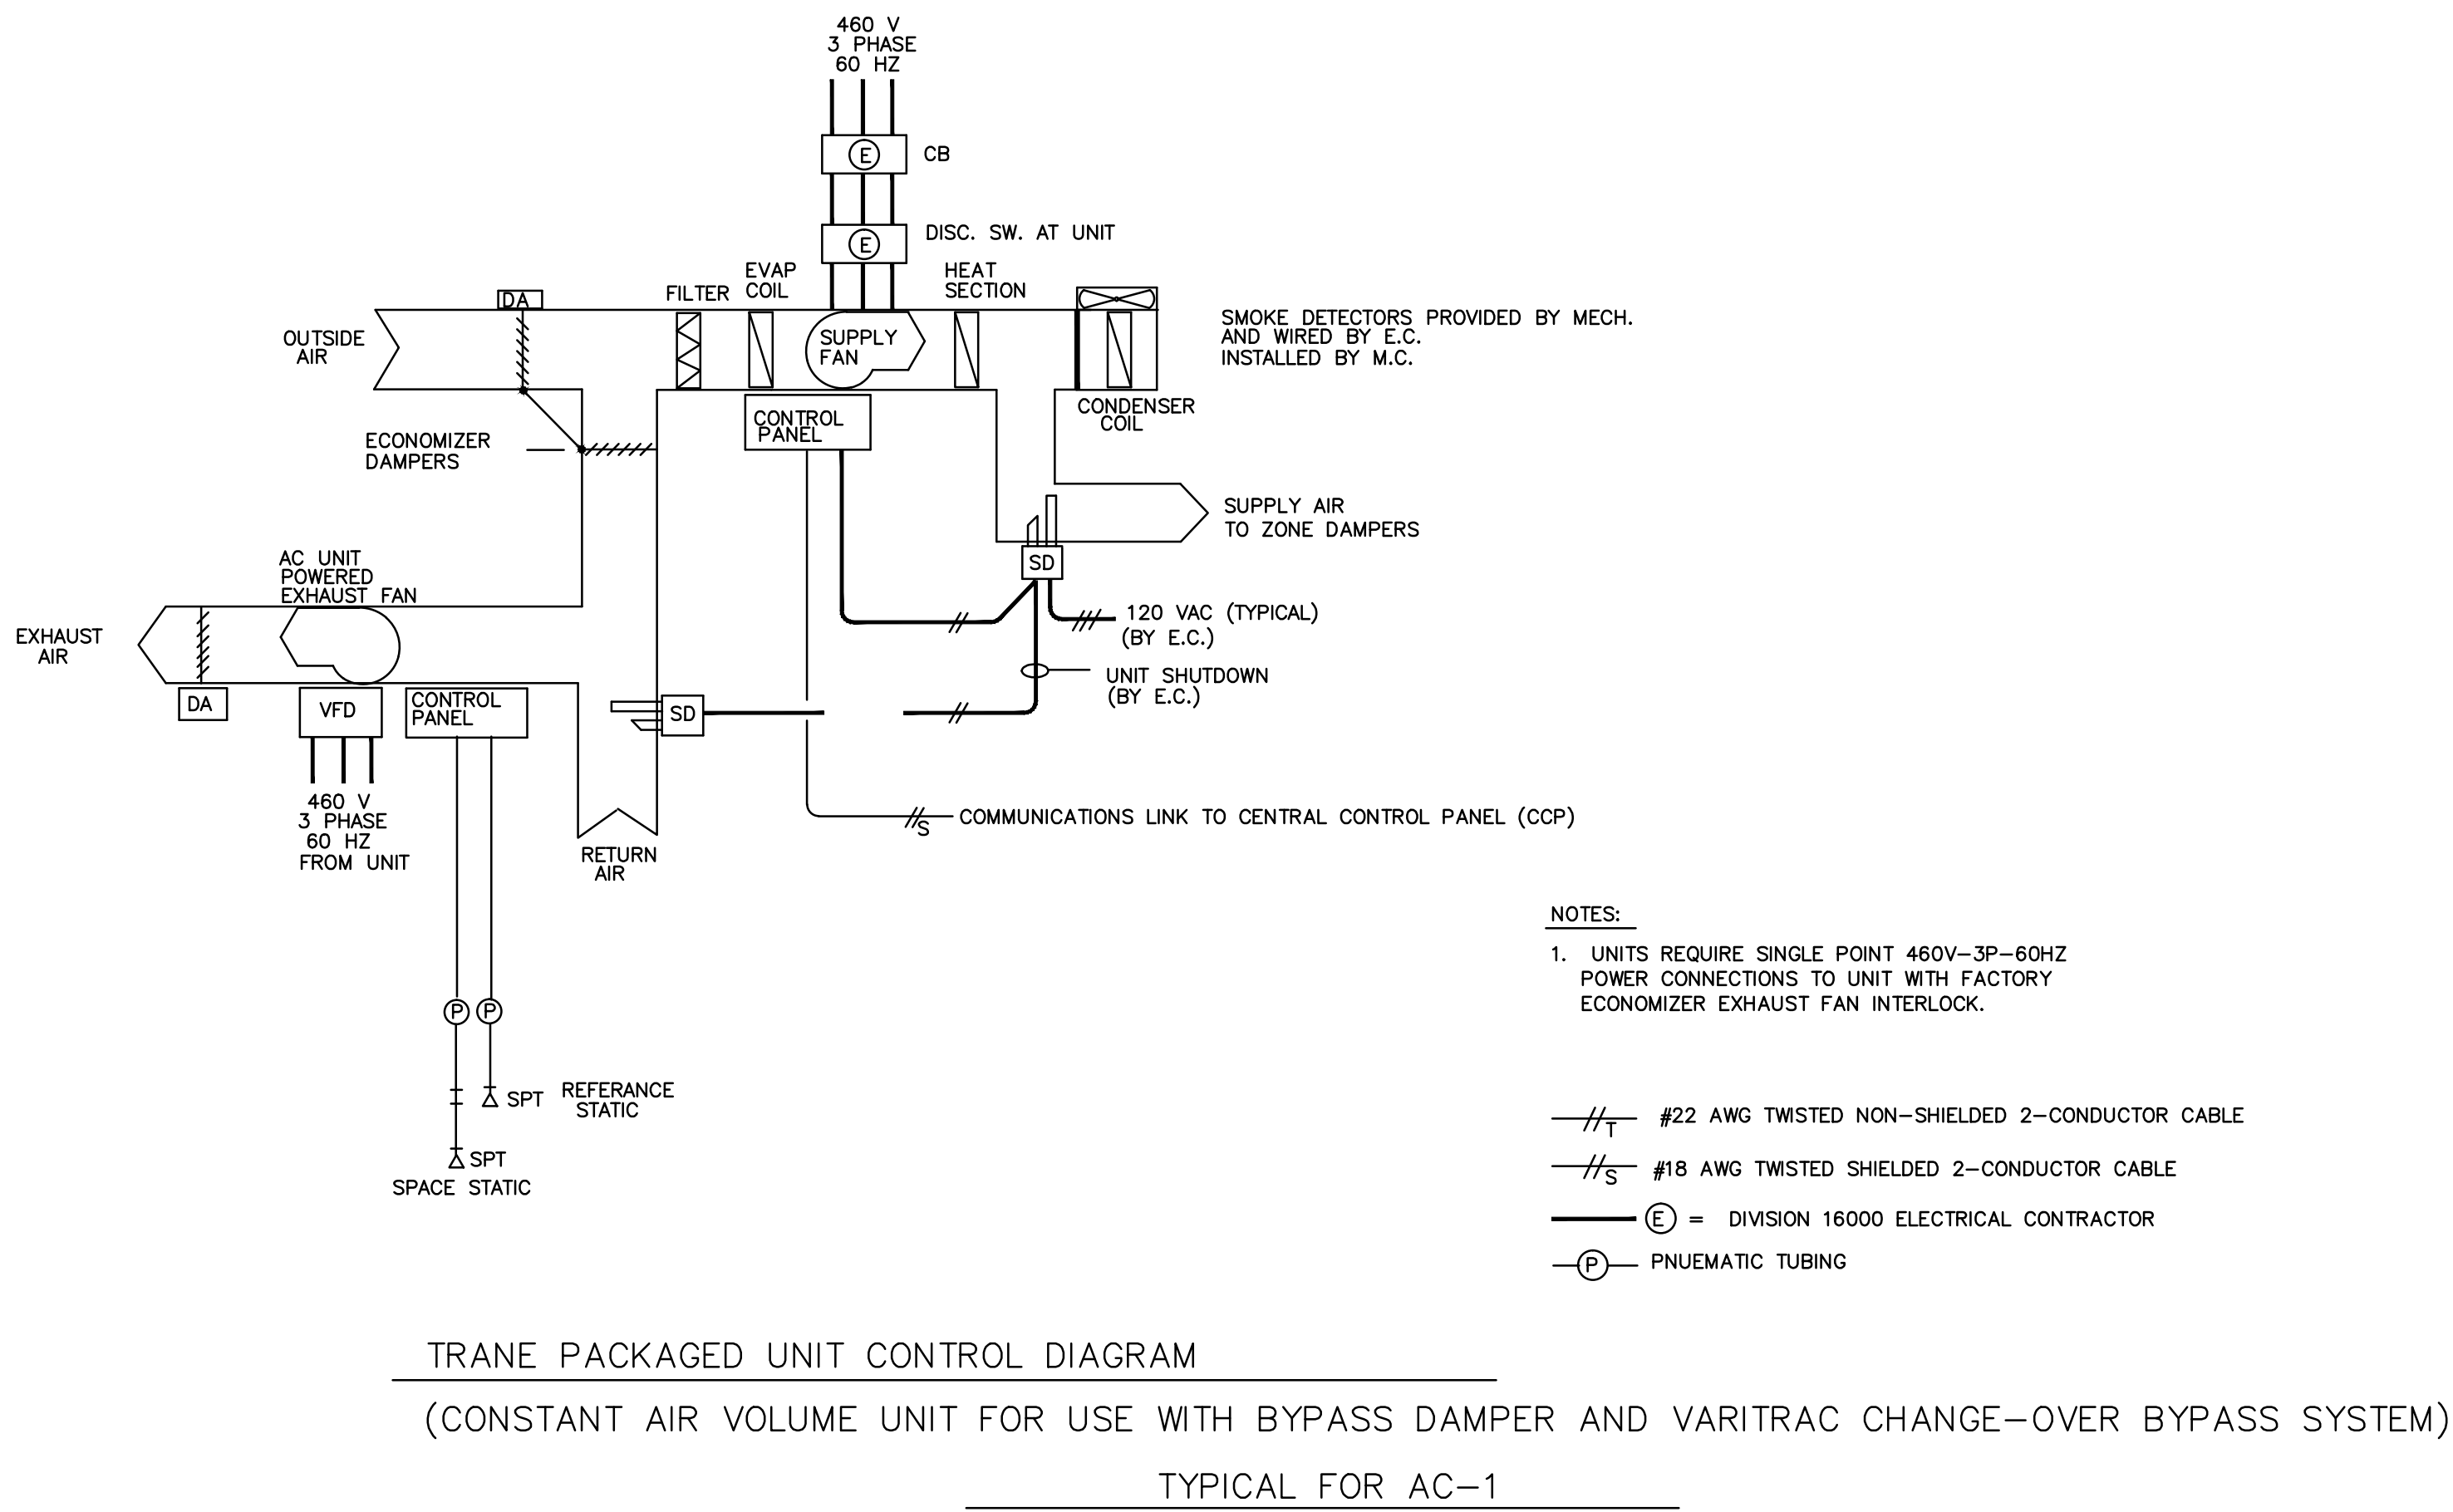 460 V
3 PHASE
60 HZ
E
CB
E
DISC. SW. AT UNIT
DA
FILTER
EVAP
COIL
HEAT
SECTION
OUTSIDE
AIR
SUPPLY
FAN
SMOKE DETECTORS PROVIDED BY MECH.
AND WIRED BY E.C.
INSTALLED BY M.C.
CONTROL
PANEL
CONDENSER
COIL
ECONOMIZER
DAMPERS
SUPPLY AIR
TO ZONE DAMPERS
SD
AC UNIT
POWERED
EXHAUST FAN
120 VAC (TYPICAL)
(BY E.C.)
EXHAUST
AIR
UNIT SHUTDOWN
(BY E.C.)
DA
VFD
CONTROL
PANEL
SD
460 V
3 PHASE
60 HZ
FROM UNIT
S
COMMUNICATIONS LINK TO CENTRAL CONTROL PANEL (CCP)
RETURN
AIR
P
P
SPT
REFERANCE
STATIC
SPT
SPACE STATIC
NOTES:
1. UNITS REQUIRE SINGLE POINT 460V-3P-60HZ
POWER CONNECTIONS TO UNIT WITH FACTORY
ECONOMIZER EXHAUST FAN INTERLOCK.
T #22 AWG TWISTED NON-SHIELDED 2-CONDUCTOR CABLE
S #18 AWG TWISTED SHIELDED 2-CONDUCTOR CABLE
E = DIVISION 16000 ELECTRICAL CONTRACTOR
P PNUEMATIC TUBING
TRANE PACKAGED UNIT CONTROL DIAGRAM
(CONSTANT AIR VOLUME UNIT FOR USE WITH BYPASS DAMPER AND VARITRAC CHANGE-OVER BYPASS SYSTEM)
TYPICAL FOR AC-1